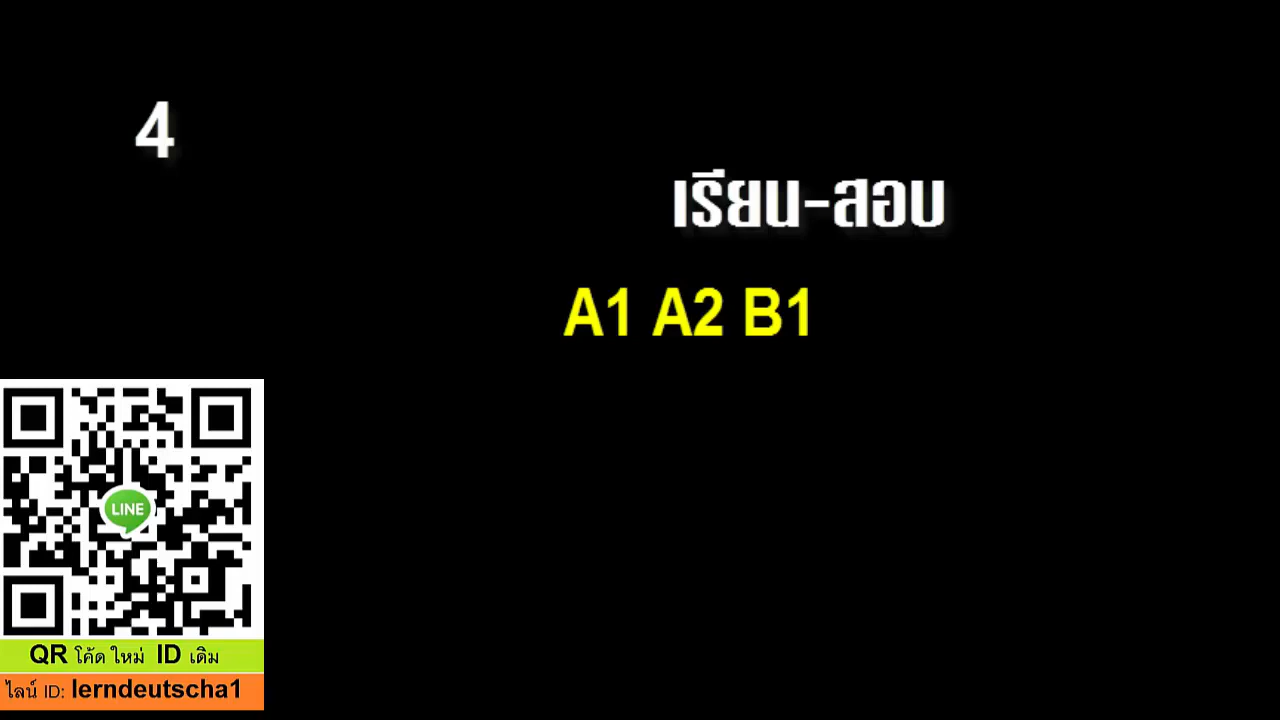 4
เรียน-สอบ
A1 A2 B1
LINE
QR โค้ด ใหม่ ID เดิม
ไลน์ ID: lerndeutscha1